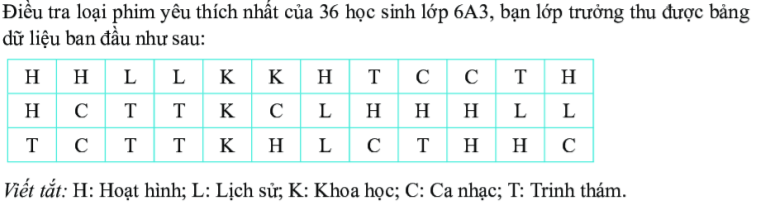 Điều tra loại phim yêu thích nhất của 36 học sinh lớp 6A3, bạn lớp trưởng thu được bảng
dữ liệu ban đầu như sau:
H H L L K K H T C C T H
H C T T K C L H H H L L
T C T T K H L C T H H C
Viết tắt: H: Hoạt hình; L: Lịch sử; K: Khoa học; C: Ca nhạc; T: Trinh thám.